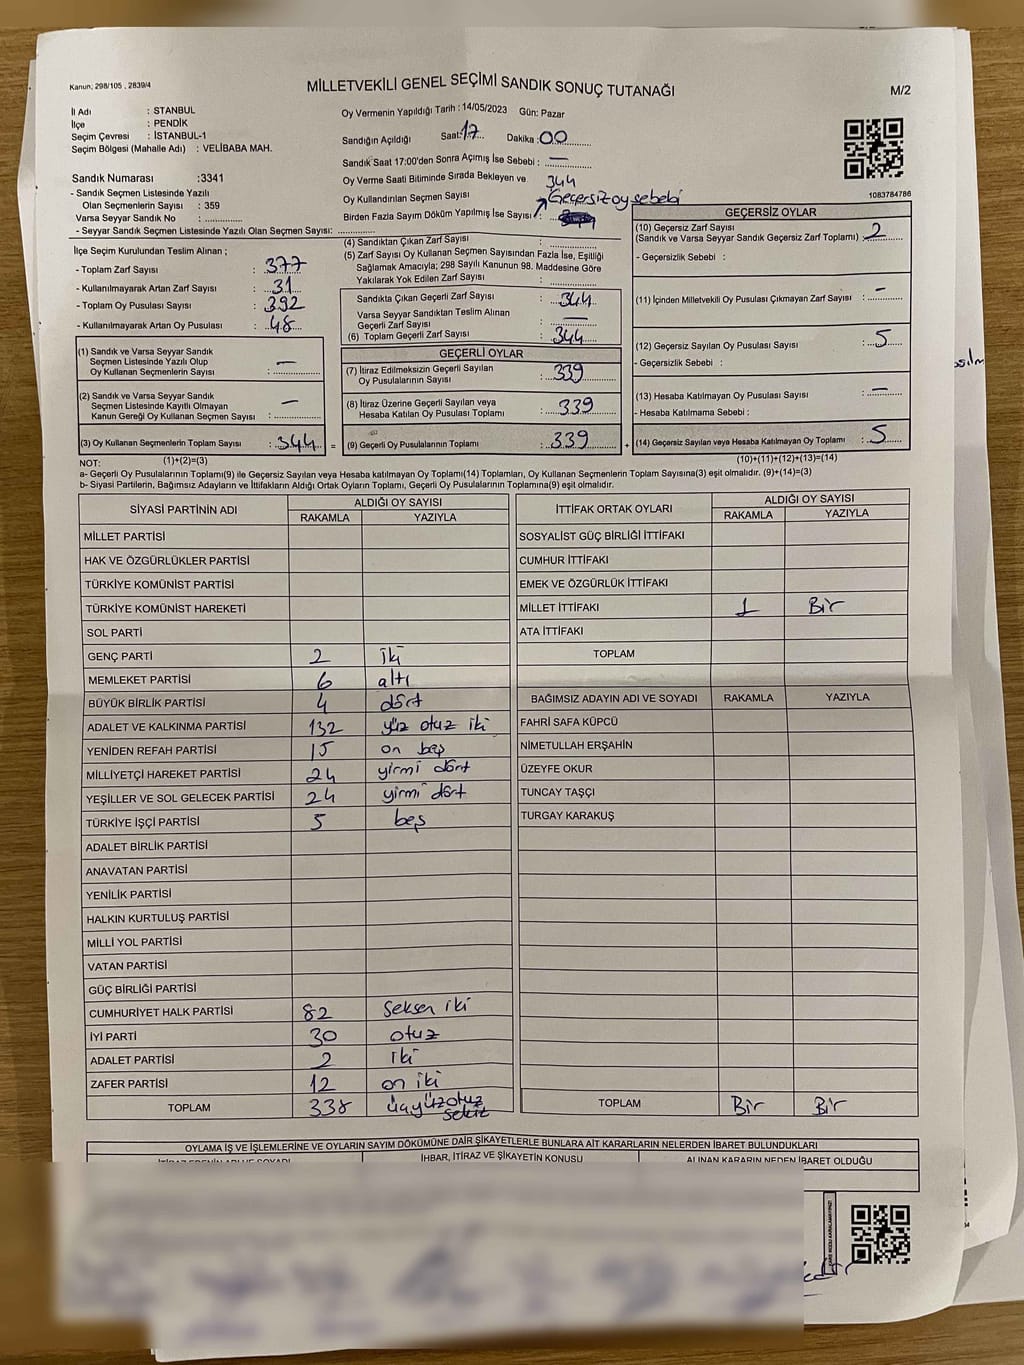 Kanun; 298/105 , 2839/4
MİLLETVEKİLİ GENEL SEÇİMİ SANDIK SONUÇ TUTANAĞI
M/2
İl Adı : STANBUL
İlçe : PENDİK
Seçim Çevresi : İSTANBUL-1
Seçim Bölgesi (Mahalle Adı) : VELİBABA MAH.
Sandık Numarası :3341
- Sandık Seçmen Listesinde Yazılı
Olan Seçmenlerin Sayısı : 359
Varsa Seyyar Sandık No :
- Seyyar Sandık Seçmen Listesinde Yazılı Olan Seçmen Sayısı:
Oy Vermenin Yapıldığı Tarih : 14/05/2023 Gün: Pazar
Sandığın Açıldığı Saat: 17 Dakika : 00
Sandık Saat 17:00'den Sonra Açımış İse Sebebi : —
Oy Verme Saati Bitiminde Sırada Bekleyen ve 344
Oy Kullandırılan Seçmen Sayısı Geçersiz oy sebebi
Birden Fazla Sayım Döküm Yapılmış İse Sayısı :
1083784786
İlçe Seçim Kurulundan Teslim Alınan ;
- Toplam Zarf Sayısı : 377
- Kullanılmayarak Artan Zarf Sayısı : 31
- Toplam Oy Pusulası Sayısı : 392
- Kullanılmayarak Artan Oy Pusulası : 48
(4) Sandıktan Çıkan Zarf Sayısı :
(5) Zarf Sayısı Oy Kullanan Seçmen Sayısından Fazla İse, Eşitliği
Sağlamak Amacıyla; 298 Sayılı Kanunun 98. Maddesine Göre
Yakılarak Yok Edilen Zarf Sayısı :
Sandıkta Çıkan Geçerli Zarf Sayısı : 344
Varsa Seyyar Sandıktan Teslim Alınan
Geçerli Zarf Sayısı : —
(6) Toplam Geçerli Zarf Sayısı : 344
GEÇERSİZ OYLAR
(10) Geçersiz Zarf Sayısı
(Sandık ve Varsa Seyyar Sandık Geçersiz Zarf Toplamı) : 2
- Geçersizlik Sebebi :
(11) İçinden Milletvekili Oy Pusulası Çıkmayan Zarf Sayısı : —
(12) Geçersiz Sayılan Oy Pusulası Sayısı : 5
- Geçersizlik Sebebi :
(13) Hesaba Katılmayan Oy Pusulası Sayısı : —
- Hesaba Katılmama Sebebi :
(14) Geçersiz Sayılan veya Hesaba Katılmayan Oy Toplamı : 5
(10)+(11)+(12)+(13)=(14)
(1) Sandık ve Varsa Seyyar Sandık
Seçmen Listesinde Yazılı Olup
Oy Kullanan Seçmenlerin Sayısı : —
(2) Sandık ve Varsa Seyyar Sandık
Seçmen Listesinde Kayıtlı Olmayan
Kanun Gereği Oy Kullanan Seçmen Sayısı : —
(3) Oy Kullanan Seçmenlerin Toplam Sayısı : 344 =
(1)+(2)=(3)
GEÇERLİ OYLAR
(7) İtiraz Edilmeksizin Geçerli Sayılan
Oy Pusulalarının Sayısı : 339
(8) İtiraz Üzerine Geçerli Sayılan veya
Hesaba Katılan Oy Pusulası Toplamı : 339
(9) Geçerli Oy Pusulalarının Toplamı : 339 +
NOT:
a- Geçerli Oy Pusulalarının Toplamı(9) ile Geçersiz Sayılan veya Hesaba katılmayan Oy Toplamı(14) Toplamları, Oy Kullanan Seçmenlerin Toplam Sayısına(3) eşit olmalıdır. (9)+(14)=(3)
b- Siyasi Partilerin, Bağımsız Adayların ve İttifakların Aldığı Ortak Oyların Toplamı, Geçerli Oy Pusulalarının Toplamına(9) eşit olmalıdır.
SİYASİ PARTİNİN ADI ALDIĞI OY SAYISI
RAKAMLA YAZIYLA
MİLLET PARTİSİ
HAK VE ÖZGÜRLÜKLER PARTİSİ
TÜRKİYE KOMÜNİST PARTİSİ
TÜRKİYE KOMÜNİST HAREKETİ
SOL PARTİ
GENÇ PARTİ 2 iki
MEMLEKET PARTİSİ 6 altı
BÜYÜK BİRLİK PARTİSİ 4 dört
ADALET VE KALKINMA PARTİSİ 132 yüz otuz iki
YENİDEN REFAH PARTİSİ 15 on beş
MİLLİYETÇİ HAREKET PARTİSİ 24 yirmi dört
YEŞİLLER VE SOL GELECEK PARTİSİ 24 yirmi dört
TÜRKİYE İŞÇİ PARTİSİ 5 beş
ADALET BİRLİK PARTİSİ
ANAVATAN PARTİSİ
YENİLİK PARTİSİ
HALKIN KURTULUŞ PARTİSİ
MİLLİ YOL PARTİSİ
VATAN PARTİSİ
GÜÇ BİRLİĞİ PARTİSİ
CUMHURİYET HALK PARTİSİ 82 Seksen iki
İYİ PARTİ 30 otuz
ADALET PARTİSİ 2 iki
ZAFER PARTİSİ 12 on iki
TOPLAM 338 üçyüzotuz
sekiz
İTTİFAK ORTAK OYLARI ALDIĞI OY SAYISI
RAKAMLA YAZIYLA
SOSYALİST GÜÇ BİRLİĞİ İTTİFAKI
CUMHUR İTTİFAKI
EMEK VE ÖZGÜRLÜK İTTİFAKI
MİLLET İTTİFAKI 1 Bir
ATA İTTİFAKI
TOPLAM
BAĞIMSIZ ADAYIN ADI VE SOYADI RAKAMLA YAZIYLA
FAHRİ SAFA KÜPCÜ
NİMETULLAH ERŞAHİN
ÜZEYFE OKUR
TUNCAY TAŞÇI
TURGAY KARAKUŞ
TOPLAM Bir Bir
OYLAMA İŞ VE İŞLEMLERİNE VE OYLARIN SAYIM DÖKÜMÜNE DAİR ŞİKAYETLERLE BUNLARA AİT KARARLARIN NELERDEN İBARET BULUNDUKLARI
İHBAR, İTİRAZ VE ŞİKAYETİN KONUSU
ALINAN KARARIN NEDEN İBARET OLDUĞU